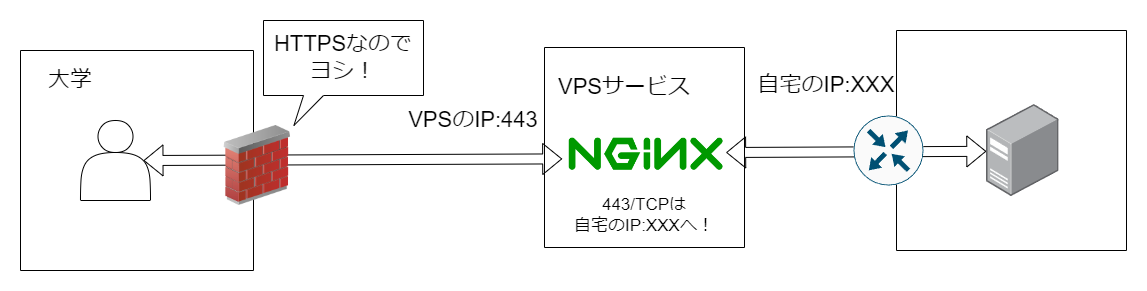 大学
HTTPSなので
ヨシ！
VPSのIP:443
VPSサービス
NGINX
443/TCPは
自宅のIP:XXXへ！
自宅のIP:XXX